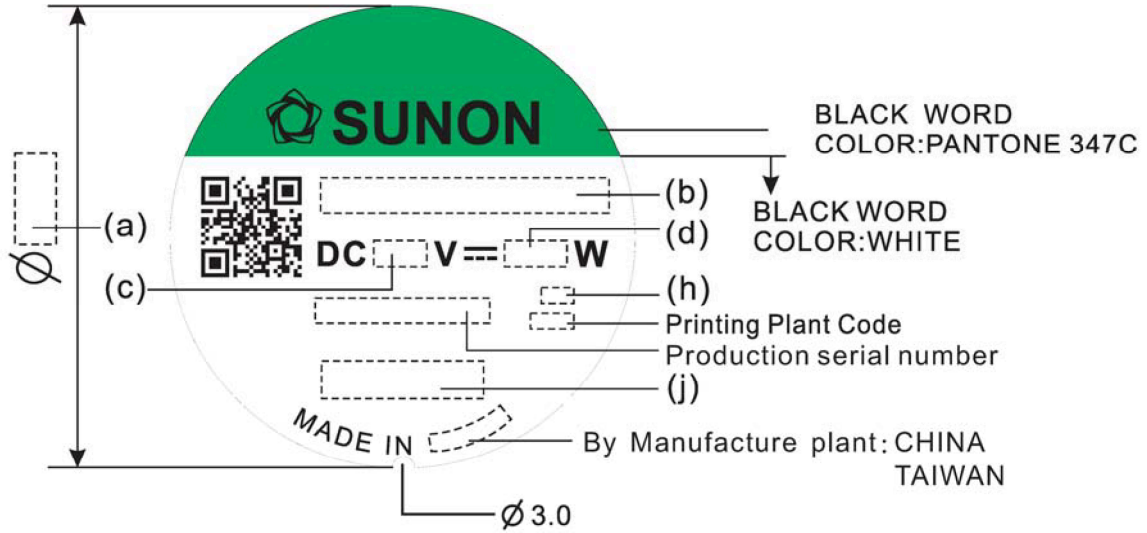 SUNON
BLACK WORD
COLOR:PANTONE 347C
(b)
BLACK WORD
COLOR:WHITE
(a)
Ø
(d)
DC V⎓ W
(c)
(h)
Printing Plant Code
Production serial number
(j)
MADE IN
By Manufacture plant: CHINA
TAIWAN
Ø 3.0